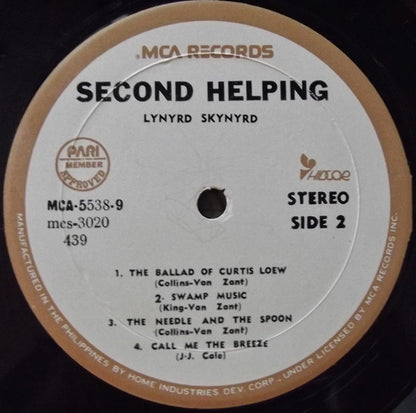 MCA RECORDS
SECOND HELPING
LYNYRD SKYNYRD
PARI
MEMBER
APPROVED
MCA-5538-9
mcs-3020
439
STEREO
SIDE 2
1. THE BALLAD OF CURTIS LOEW
(Collins-Van Zant)
2. SWAMP MUSIC
(King-Van Zant)
3. THE NEEDLE AND THE SPOON
(Collins-Van Zant)
4. CALL ME THE BREEZE
(J-J. Cale)
MANUFACTURED IN THE PHILIPPINES BY HOME INDUSTRIES DEV. CORP., UNDER LICENSED BY MCA RECORDS INC.